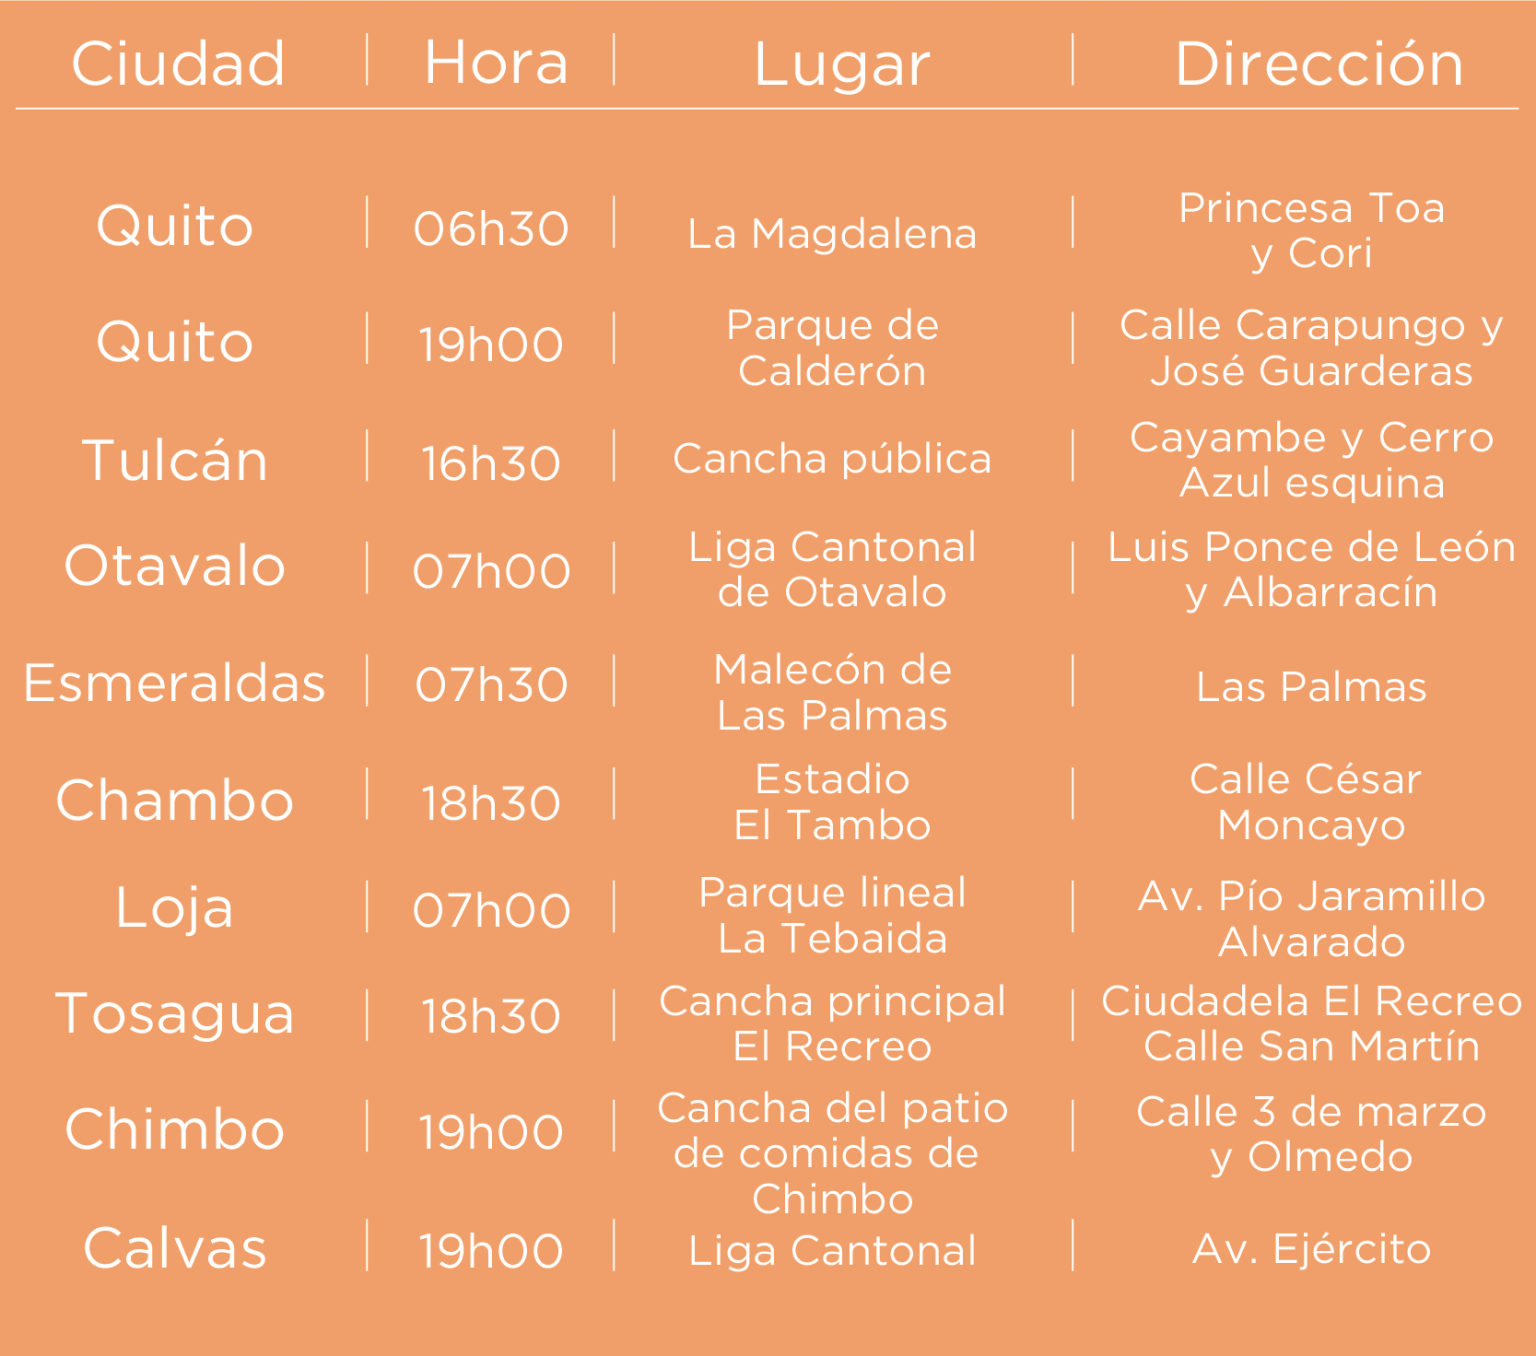 Ciudad Hora Lugar Dirección
Quito 06h30 La Magdalena Princesa Toa
y Cori
Quito 19h00 Parque de Calle Carapungo y
Calderón José Guarderas
Tulcán 16h30 Cancha pública Cayambe y Cerro
Azul esquina
Otavalo 07h00 Liga Cantonal Luis Ponce de León
de Otavalo y Albarracín
Esmeraldas 07h30 Malecón de Las Palmas
Las Palmas
Chambo 18h30 Estadio Calle César
El Tambo Moncayo
Loja 07h00 Parque lineal Av. Pío Jaramillo
La Tebaida Alvarado
Tosagua 18h30 Cancha principal Ciudadela El Recreo
El Recreo Calle San Martín
Chimbo 19h00 Cancha del patio Calle 3 de marzo
de comidas de y Olmedo
Chimbo
Calvas 19h00 Liga Cantonal Av. Ejército